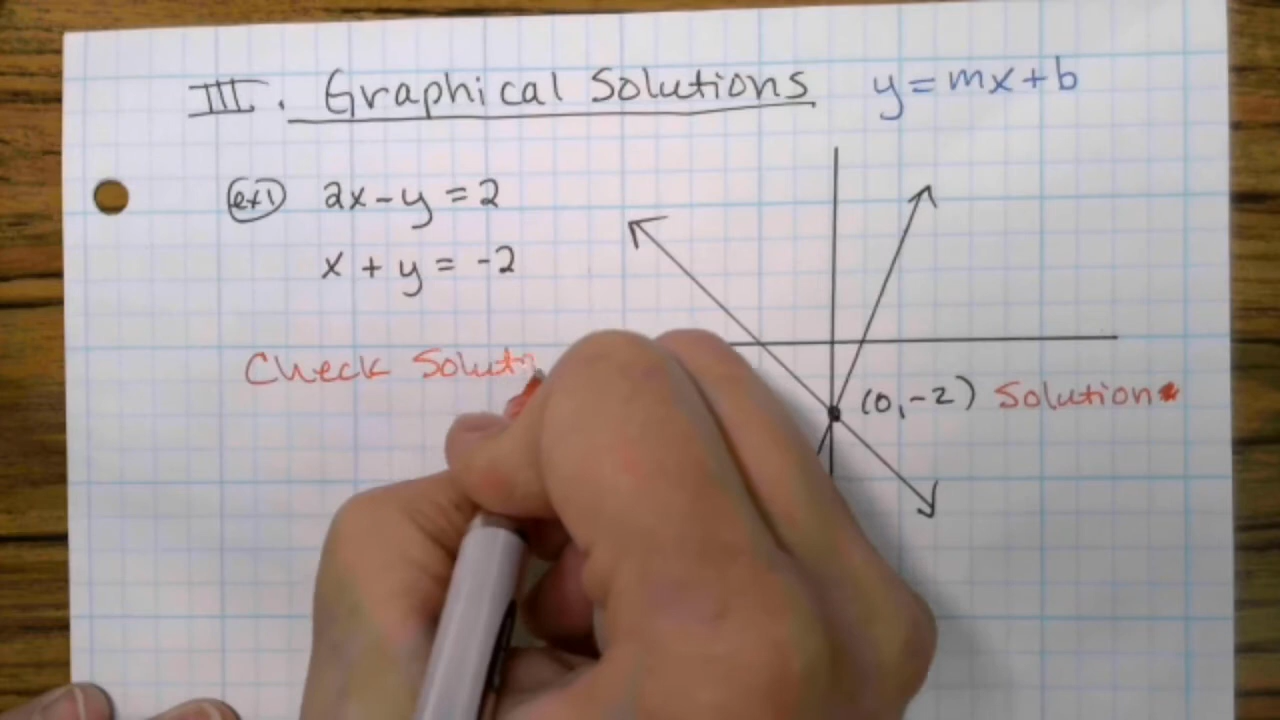 III. Graphical Solutions y=mx+b
ex1 2x-y=2
x+y=-2
Check Solut
(0,-2) Solution